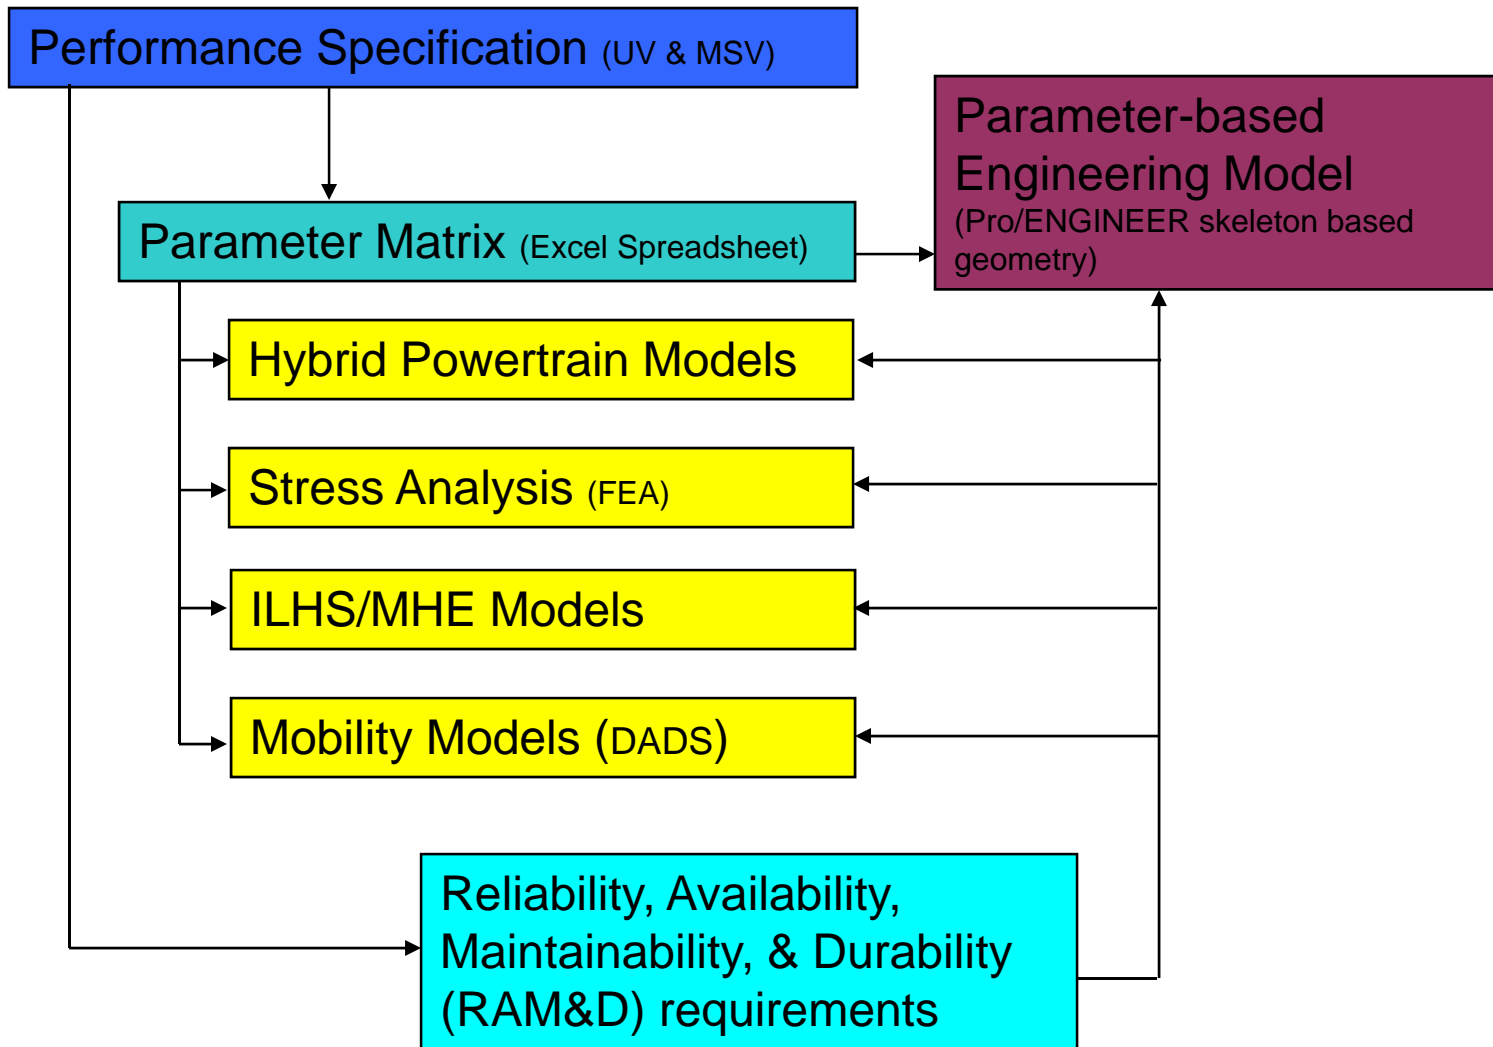 Performance Specification (UV & MSV)
Parameter-based
Engineering Model
(Pro/ENGINEER skeleton based
geometry)
Parameter Matrix (Excel Spreadsheet)
Hybrid Powertrain Models
Stress Analysis (FEA)
ILHS/MHE Models
Mobility Models (DADS)
Reliability, Availability,
Maintainability, & Durability
(RAM&D) requirements